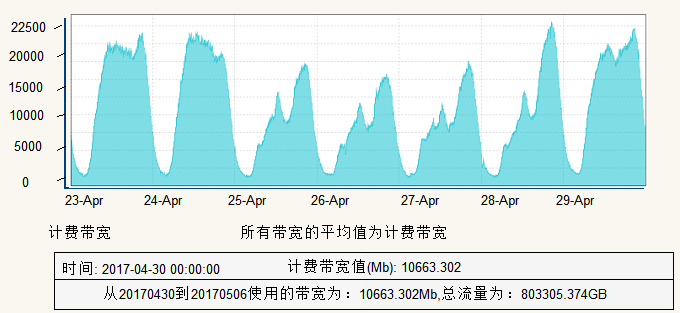 22500
20000
15000
10000
5000
0
23-Apr 24-Apr 25-Apr 26-Apr 27-Apr 28-Apr 29-Apr
计费带宽 所有带宽的平均值为计费带宽
时间: 2017-04-30 00:00:00 计费带宽值(Mb): 10663.302
从20170430到20170506使用的带宽为：10663.302Mb,总流量为：803305.374GB